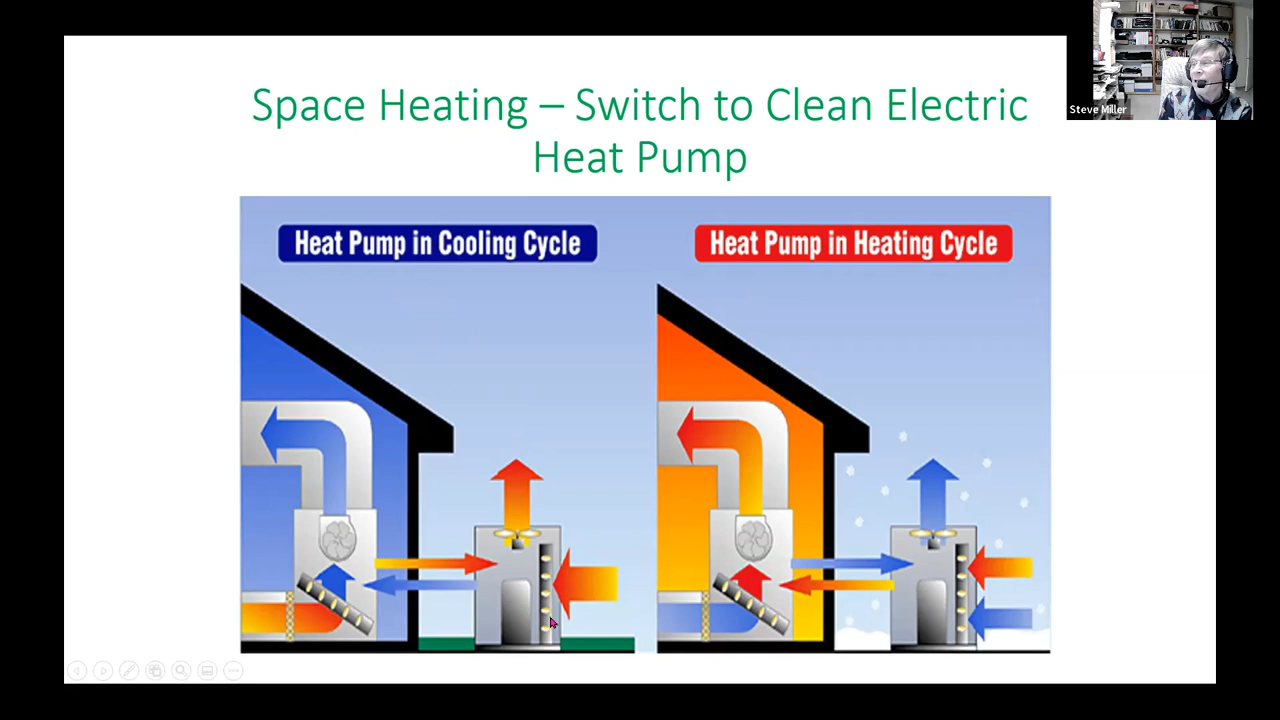 Space Heating – Switch to Clean Electric
Heat Pump
Steve Miller
Heat Pump in Cooling Cycle
Heat Pump in Heating Cycle